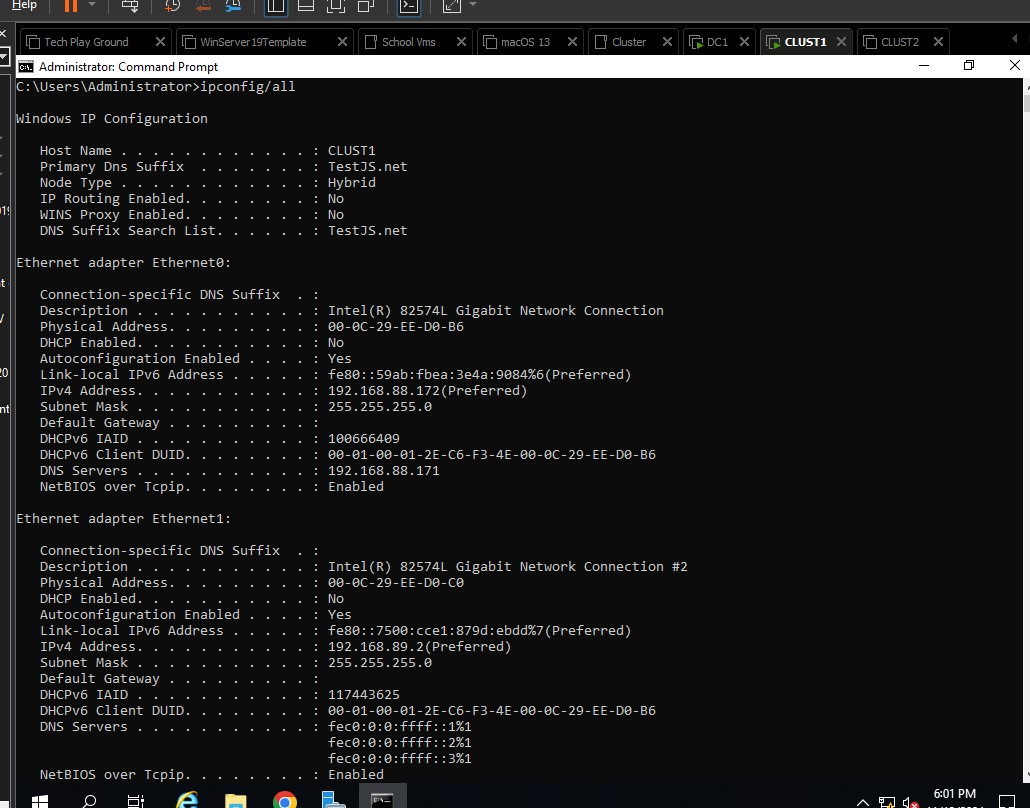 Help
Tech Play Ground
WinServer19Template
School Vms
macOS 13
Cluster
DC1
CLUST1
CLUST2
Administrator: Command Prompt
C:\Users\Administrator>ipconfig/all
Windows IP Configuration
Host Name . . . . . . . . . . . . : CLUST1
Primary Dns Suffix  . . . . . . . : TestJS.net
Node Type . . . . . . . . . . . . : Hybrid
IP Routing Enabled. . . . . . . . : No
WINS Proxy Enabled. . . . . . . . : No
DNS Suffix Search List. . . . . . : TestJS.net
Ethernet adapter Ethernet0:
Connection-specific DNS Suffix  . :
Description . . . . . . . . . . . : Intel(R) 82574L Gigabit Network Connection
Physical Address. . . . . . . . . : 00-0C-29-EE-D0-B6
DHCP Enabled. . . . . . . . . . . : No
Autoconfiguration Enabled . . . . : Yes
Link-local IPv6 Address . . . . . : fe80::59ab:fbea:3e4a:9084%6(Preferred)
IPv4 Address. . . . . . . . . . . : 192.168.88.172(Preferred)
Subnet Mask . . . . . . . . . . . : 255.255.255.0
Default Gateway . . . . . . . . . :
DHCPv6 IAID . . . . . . . . . . . : 100666409
DHCPv6 Client DUID. . . . . . . . : 00-01-00-01-2E-C6-F3-4E-00-0C-29-EE-D0-B6
DNS Servers . . . . . . . . . . . : 192.168.88.171
NetBIOS over Tcpip. . . . . . . . : Enabled
Ethernet adapter Ethernet1:
Connection-specific DNS Suffix  . :
Description . . . . . . . . . . . : Intel(R) 82574L Gigabit Network Connection #2
Physical Address. . . . . . . . . : 00-0C-29-EE-D0-C0
DHCP Enabled. . . . . . . . . . . : No
Autoconfiguration Enabled . . . . : Yes
Link-local IPv6 Address . . . . . : fe80::7500:cce1:879d:ebdd%7(Preferred)
IPv4 Address. . . . . . . . . . . : 192.168.89.2(Preferred)
Subnet Mask . . . . . . . . . . . : 255.255.255.0
Default Gateway . . . . . . . . . :
DHCPv6 IAID . . . . . . . . . . . : 117443625
DHCPv6 Client DUID. . . . . . . . : 00-01-00-01-2E-C6-F3-4E-00-0C-29-EE-D0-B6
DNS Servers . . . . . . . . . . . : fec0:0:0:ffff::1%1
fec0:0:0:ffff::2%1
fec0:0:0:ffff::3%1
NetBIOS over Tcpip. . . . . . . . : Enabled
6:01 PM